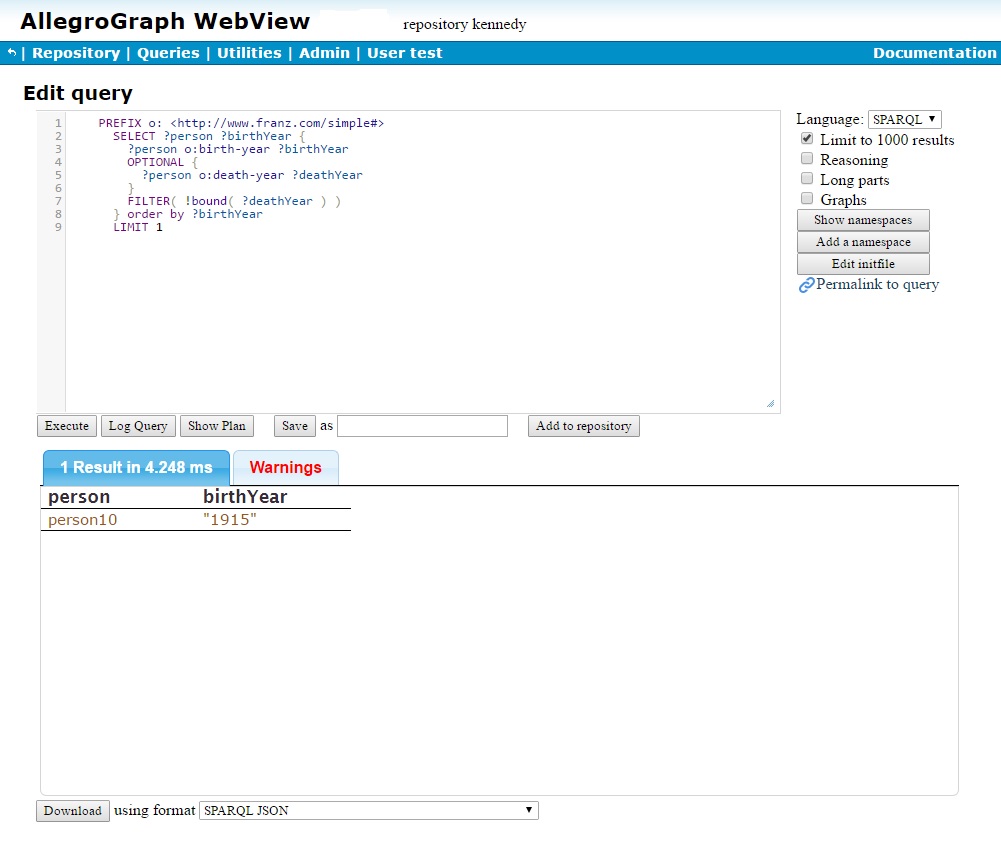 AllegroGraph WebView repository kennedy
| Repository | Queries | Utilities | Admin | User test Documentation
Edit query
1 PREFIX o: <http://www.franz.com/simple#>
2 SELECT ?person ?birthYear {
3 ?person o:birth-year ?birthYear
4 OPTIONAL {
5 ?person o:death-year ?deathYear
6 }
7 FILTER( !bound( ?deathYear ) )
8 } order by ?birthYear
9 LIMIT 1
Language: SPARQL
Limit to 1000 results
Reasoning
Long parts
Graphs
Show namespaces
Add a namespace
Edit initfile
Permalink to query
Execute Log Query Show Plan Save as Add to repository
1 Result in 4.248 ms Warnings
person birthYear
person10 "1915"
Download using format SPARQL JSON